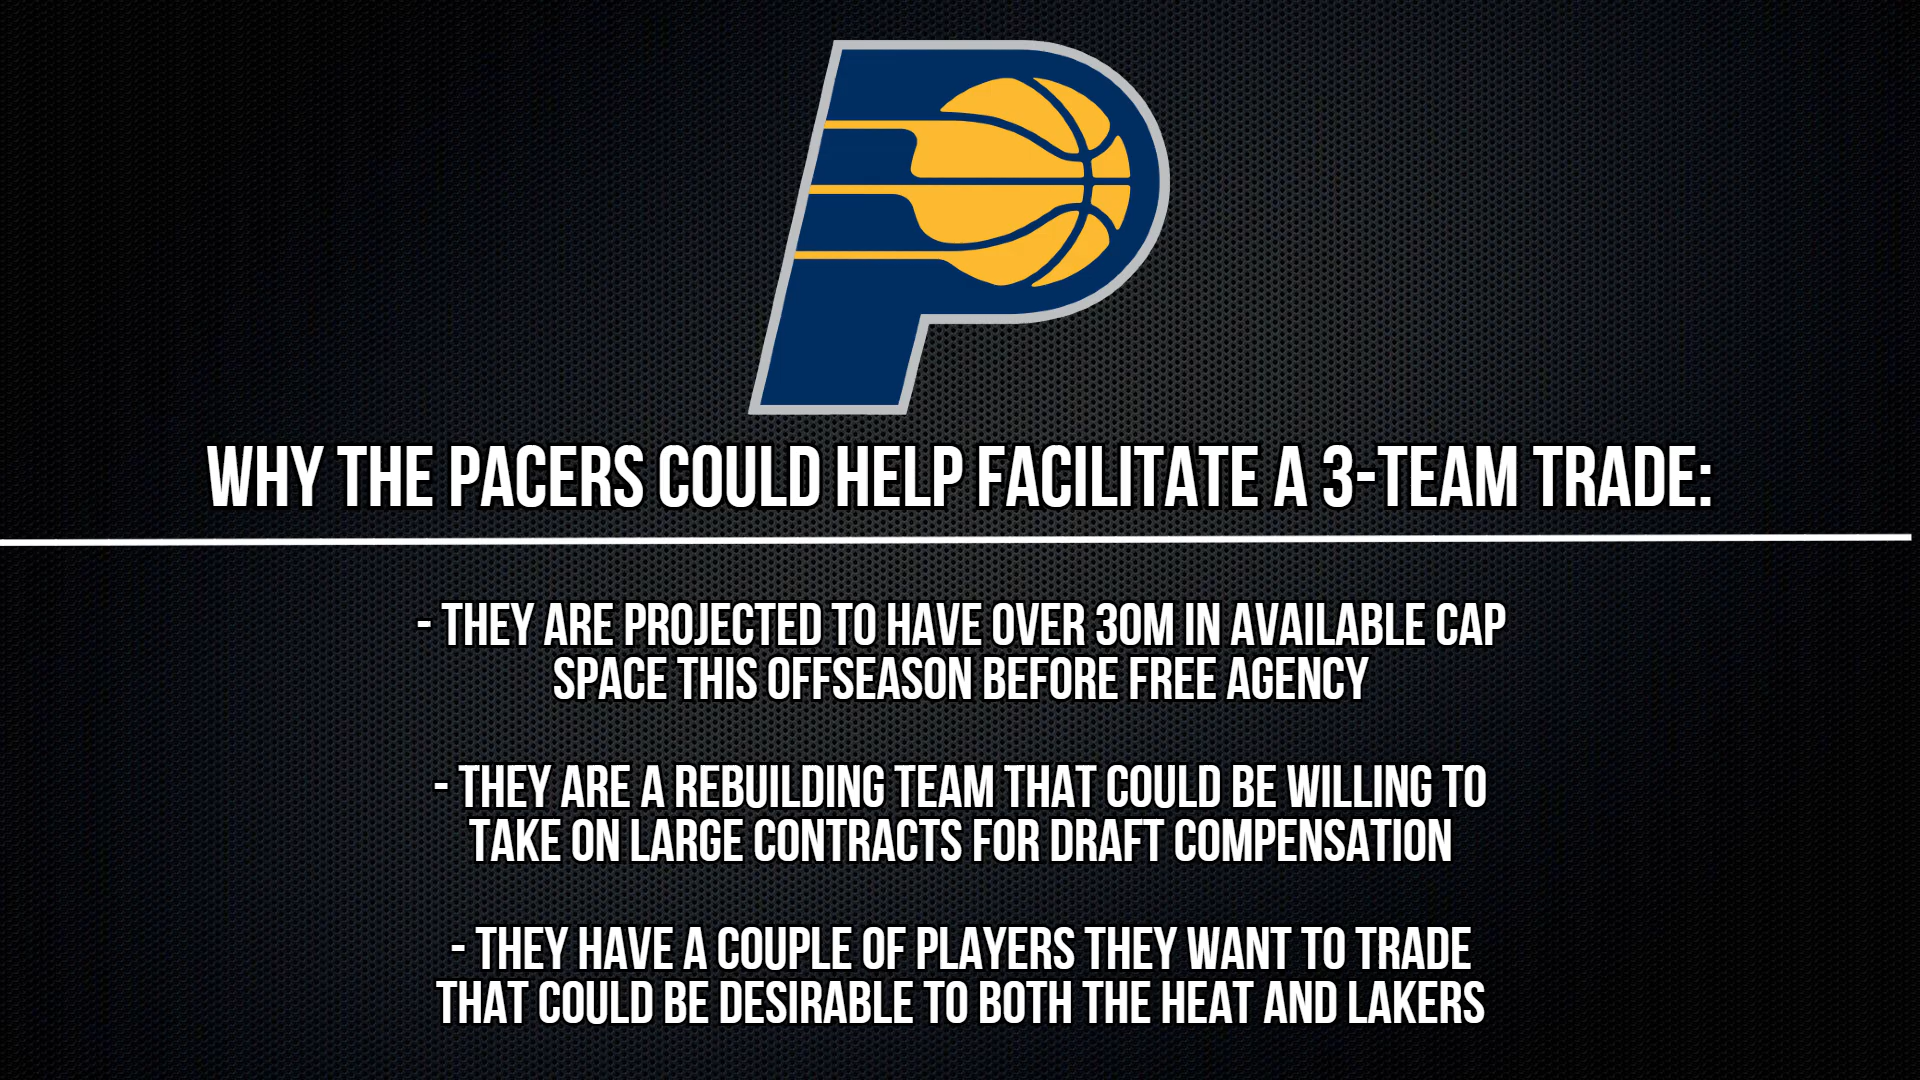 WHY THE PACERS COULD HELP FACILITATE A 3-TEAM TRADE:
- THEY ARE PROJECTED TO HAVE OVER 30M IN AVAILABLE CAP
SPACE THIS OFFSEASON BEFORE FREE AGENCY
- THEY ARE A REBUILDING TEAM THAT COULD BE WILLING TO
TAKE ON LARGE CONTRACTS FOR DRAFT COMPENSATION
- THEY HAVE A COUPLE OF PLAYERS THEY WANT TO TRADE
THAT COULD BE DESIRABLE TO BOTH THE HEAT AND LAKERS